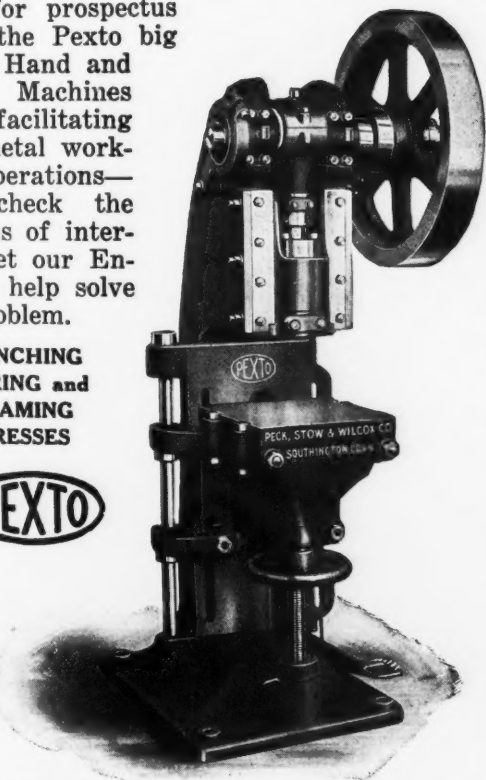 or prospectus
the Pexto big
Hand and
Machines
facilitating
etal work-
perations—
check the
s of inter-
et our En-
help solve
oblem.
NCHING
RING and
AMING
RESSES
EXTO
PEXTO
PECK, STOW & WILCOX CO
SOUTHINGTON CONN.